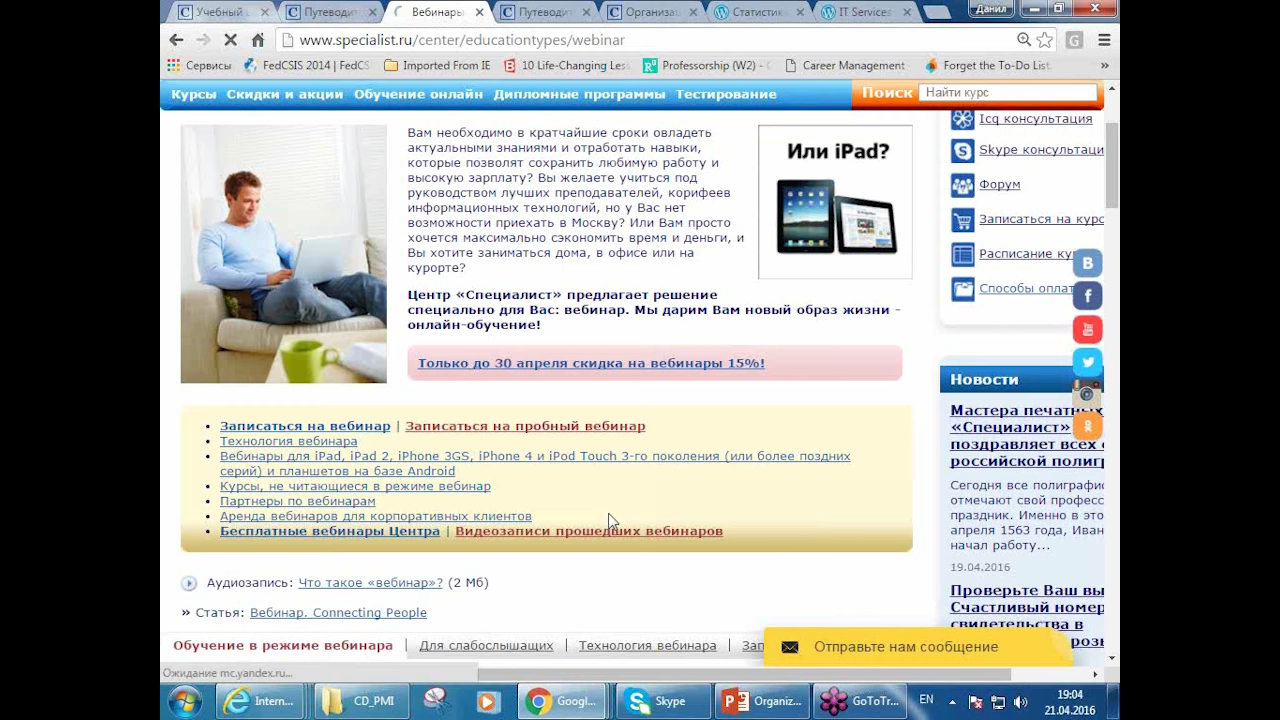 Учебный
Путеводит
Вебинары
Путеводит
Организа
Статистик
IT Services
Данил
www.specialist.ru/center/educationtypes/webinar
Сервисы
FedCSIS 2014 | FedCS
Imported From IE
10 Life-Changing Les
Professorship (W2) -
Career Management
Forget the To-Do List
»
Курсы Скидки и акции Обучение онлайн Дипломные программы Тестирование
Поиск Найти курс
Вам необходимо в кратчайшие сроки овладеть
актуальными знаниями и отработать навыки,
которые позволят сохранить любимую работу и
высокую зарплату? Вы желаете учиться под
руководством лучших преподавателей, корифеев
информационных технологий, но у Вас нет
возможности приехать в Москву? Или Вам просто
хочется максимально сэкономить время и деньги, и
Вы хотите заниматься дома, в офисе или на
курорте?
Или iPad?
Центр «Специалист» предлагает решение
специально для Вас: вебинар. Мы дарим Вам новый образ жизни –
онлайн-обучение!
Только до 30 апреля скидка на вебинары 15%!
Записаться на вебинар | Записаться на пробный вебинар
Технология вебинара
Вебинары для iPad, iPad 2, iPhone 3GS, iPhone 4 и iPod Touch 3-го поколения (или более поздних
серий) и планшетов на базе Android
Курсы, не читающиеся в режиме вебинар
Партнеры по вебинарам
Аренда вебинаров для корпоративных клиентов
Бесплатные вебинары Центра | Видеозаписи прошедших вебинаров
Аудиозапись: Что такое «вебинар»? (2 Мб)
» Статья: Вебинар. Connecting People
Обучение в режиме вебинара | Для слабослышащих | Технология вебинара | Зап
Icq консультация
Skype консультаци
Форум
Записаться на курс
Расписание ку
Способы оплат
Новости
Мастера печатных
«Специалист»
поздравляет всех с
российской полигр
Сегодня все полиграфис
отмечают свой професс
праздник. Именно в это
апреля 1563 года, Иван
начал работу...
19.04.2016
Проверьте Ваш вы
Счастливый номер
свидетельства в
розы
Отправьте нам сообщение
Ожидание mc.yandex.ru...
Intern...
CD_PMI
Googl...
Skype
Organiz...
GoToTr...
EN
19:04
21.04.2016